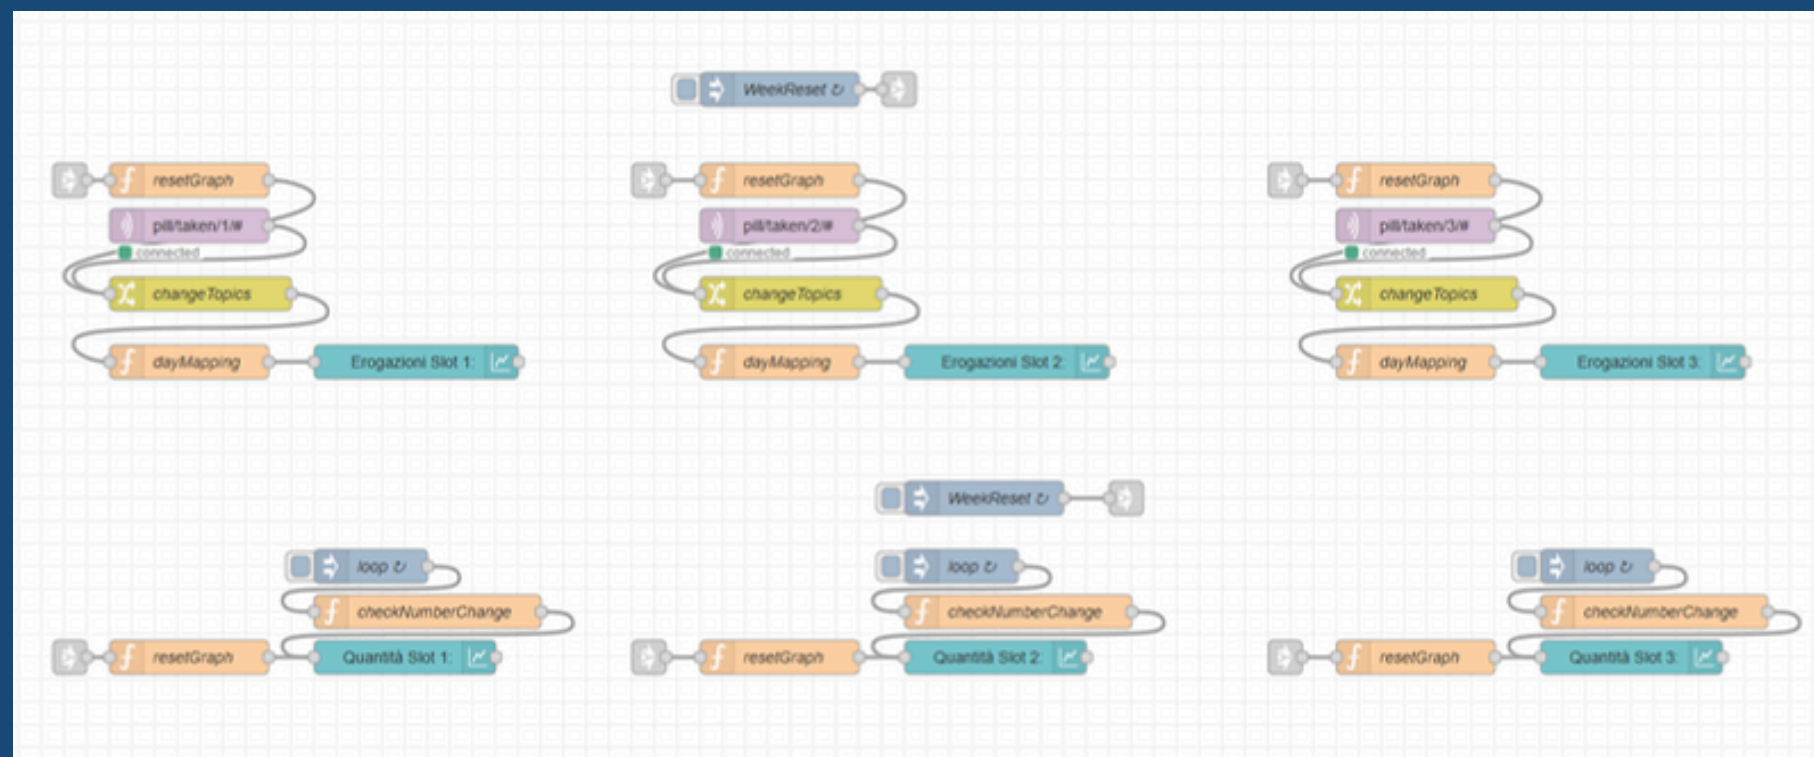 WeekReset ↻
resetGraph
resetGraph
resetGraph
pill/taken/1/#
pill/taken/2/#
pill/taken/3/#
connected
connected
connected
changeTopics
changeTopics
changeTopics
dayMapping
Erogazioni Slot 1:
dayMapping
Erogazioni Slot 2:
dayMapping
Erogazioni Slot 3:
WeekReset ↻
loop ↻
loop ↻
loop ↻
checkNumberChange
checkNumberChange
checkNumberChange
resetGraph
Quantità Slot 1:
resetGraph
Quantità Slot 2:
resetGraph
Quantità Slot 3: